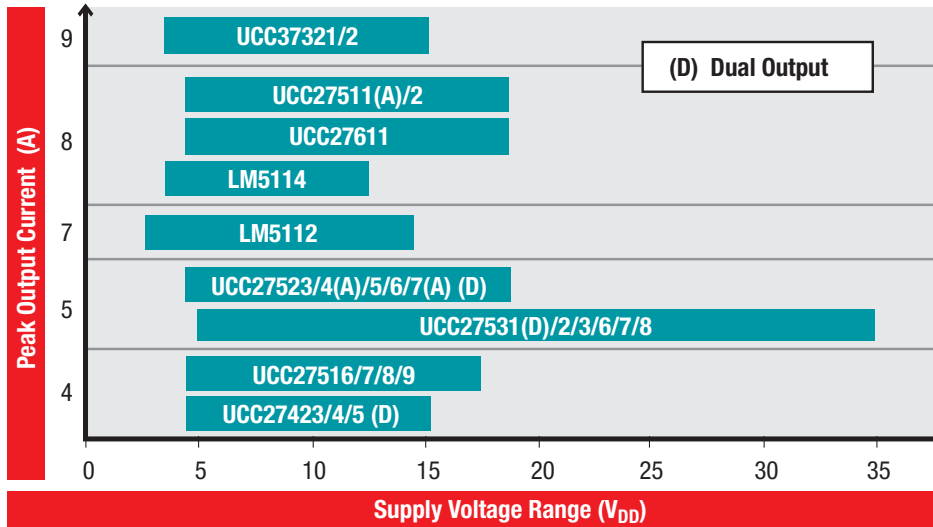 Peak Output Current (A)
9
UCC37321/2
(D) Dual Output
8
UCC27511(A)/2
UCC27611
LM5114
7
LM5112
5
UCC27523/4(A)/5/6/7(A) (D)
UCC27531(D)/2/3/6/7/8
4
UCC27516/7/8/9
UCC27423/4/5 (D)
0 5 10 15 20 25 30 35
Supply Voltage Range (VDD)